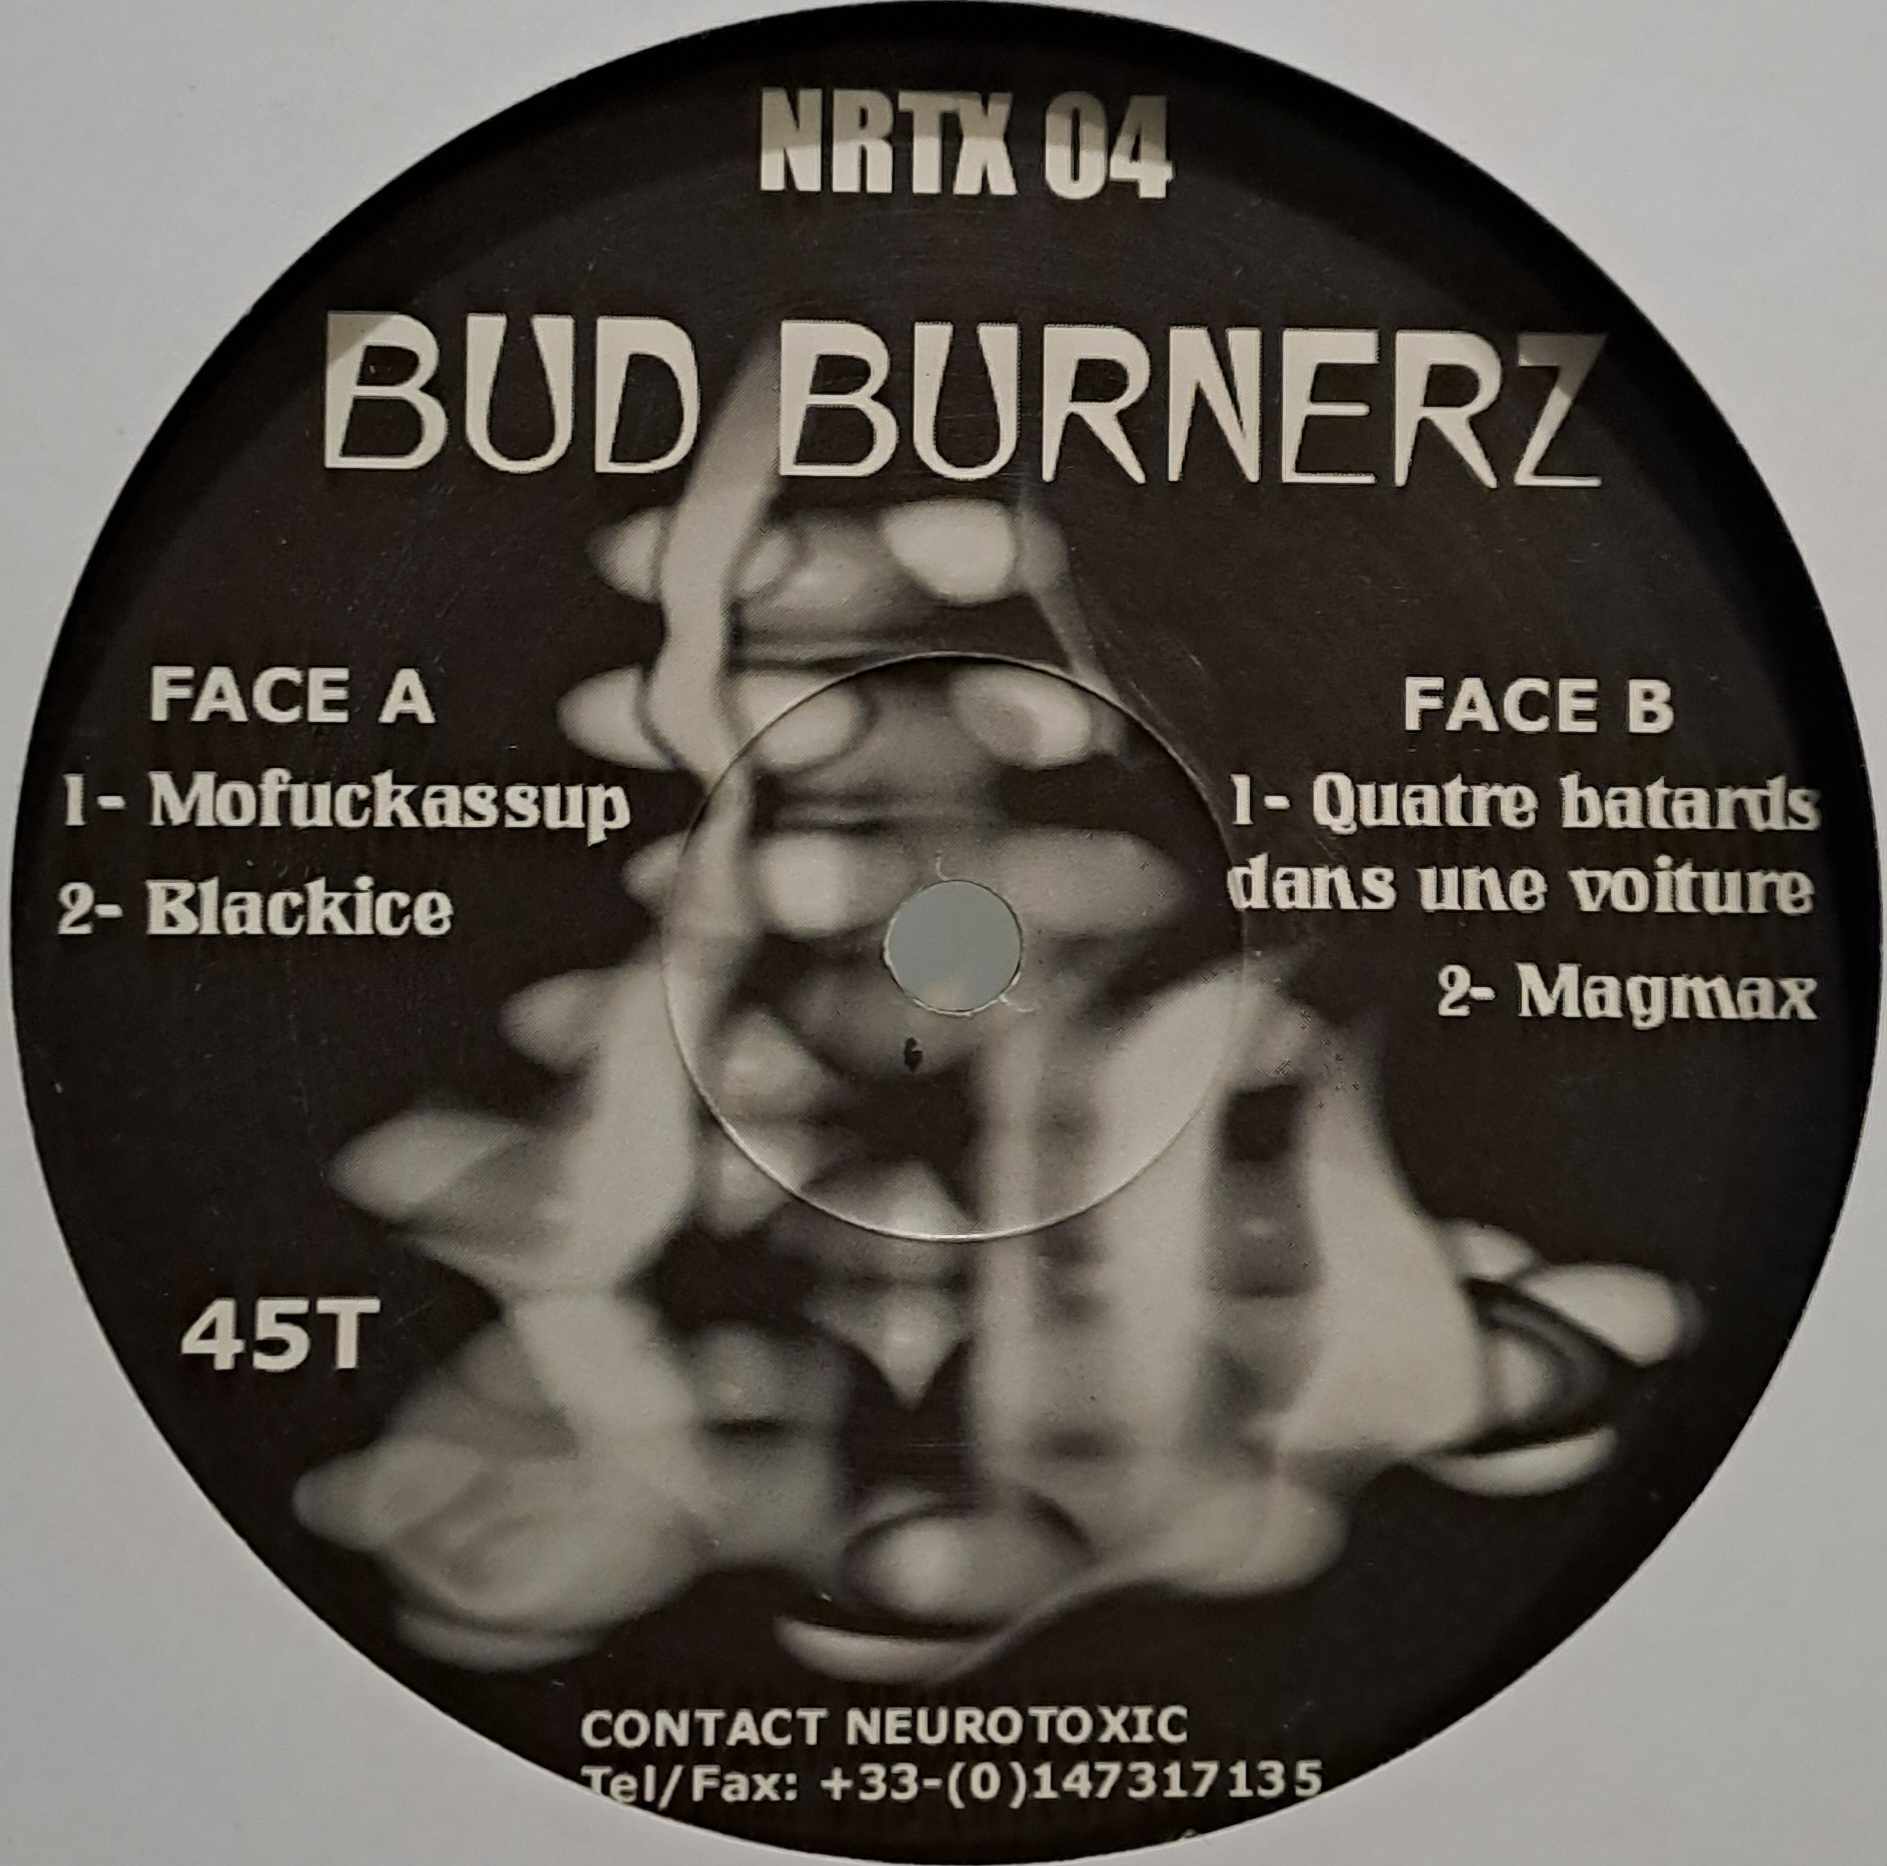 NRTX 04
BUD BURNERZ
FACE A
1- Mofuckassup
2- Blackice
FACE B
1- Quatre batards
dans une voiture
2- Magmax
45T
CONTACT NEUROTOXIC
Tel/Fax: +33-(0)147317135